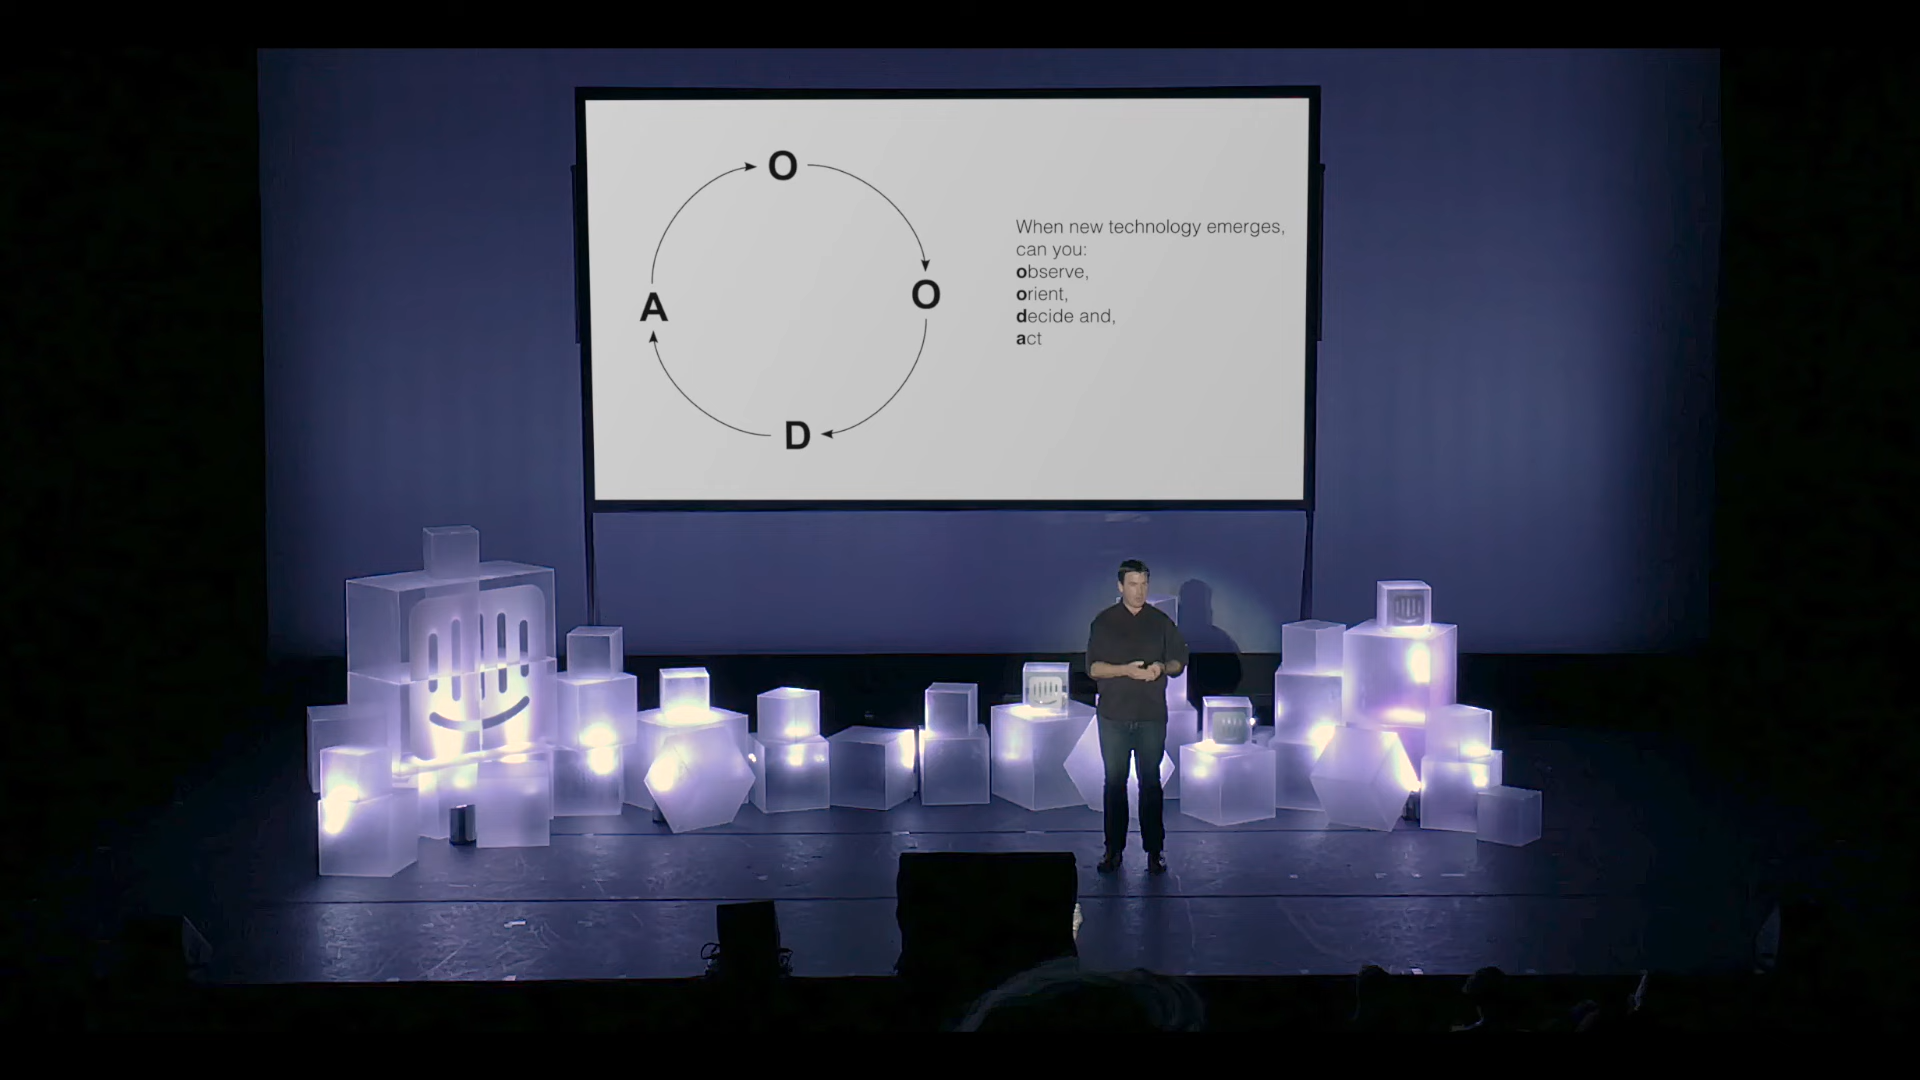 O
O
D
A
When new technology emerges,
can you:
observe,
orient,
decide and,
act